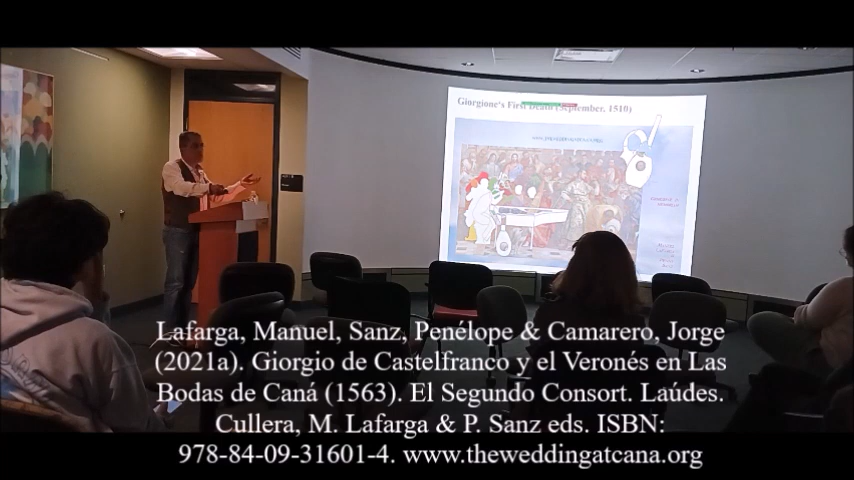 Giorgione's First Death (September, 1510)
Lafarga, Manuel, Sanz, Penélope & Camarero, Jorge
(2021a). Giorgio de Castelfranco y el Veronés en Las
Bodas de Caná (1563). El Segundo Consort. Laúdes.
Cullera, M. Lafarga & P. Sanz eds. ISBN:
978-84-09-31601-4. www.theweddingatcana.org